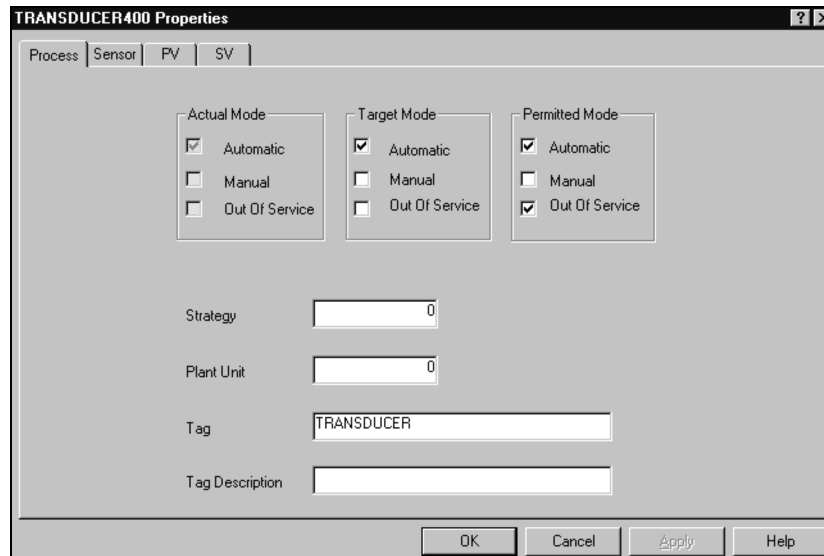 TRANSDUCER400 Properties
Process Sensor PV SV
Actual Mode Target Mode Permitted Mode
Automatic Automatic Automatic
Manual Manual Manual
Out Of Service Out Of Service Out Of Service
Strategy 0
Plant Unit 0
Tag TRANSDUCER
Tag Description
OK Cancel Apply Help